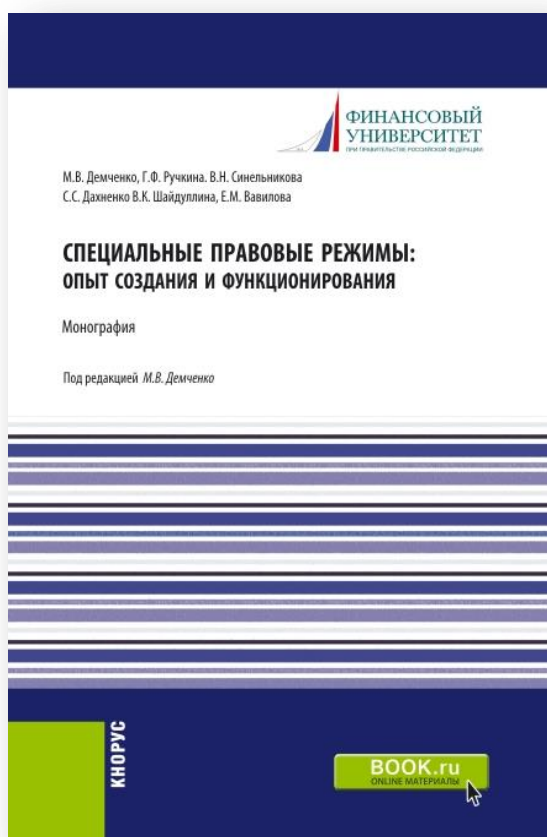 ФИНАНСОВЫЙ
УНИВЕРСИТЕТ
ПРИ ПРАВИТЕЛЬСТВЕ РОССИЙСКОЙ ФЕДЕРАЦИИ
М.В. Демченко, Г.Ф. Ручкина. В.Н. Синельникова
С.С. Дахненко В.К. Шайдуллина, Е.М. Вавилова
СПЕЦИАЛЬНЫЕ ПРАВОВЫЕ РЕЖИМЫ:
ОПЫТ СОЗДАНИЯ И ФУНКЦИОНИРОВАНИЯ
Монография
Под редакцией М.В. Демченко
КНОРУС
BOOK.ru
ONLINE МАТЕРИАЛЫ